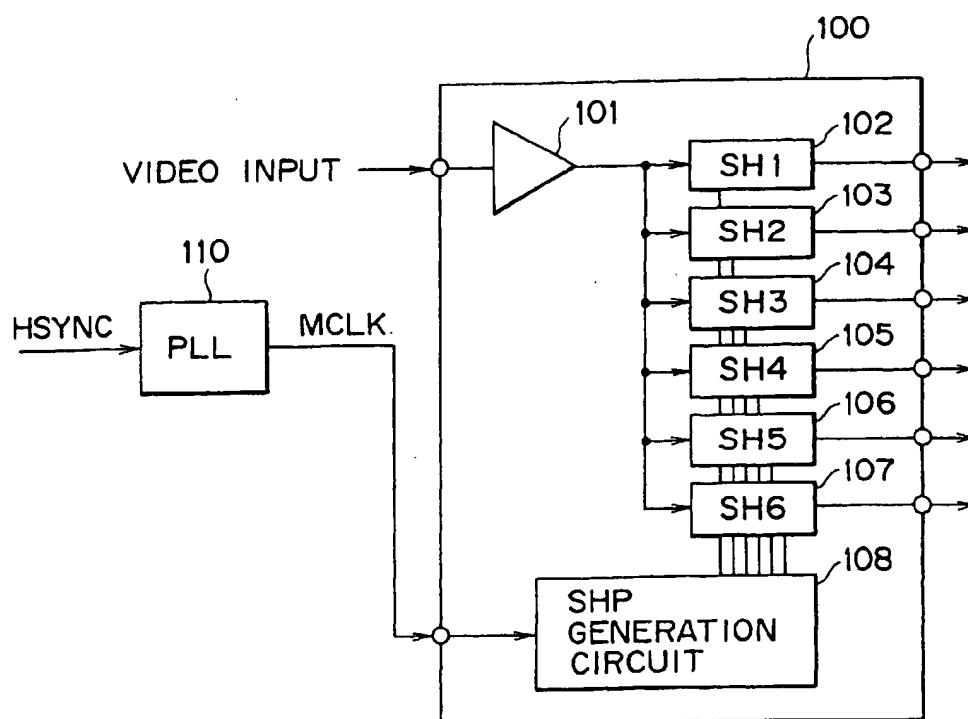 100
101
102
VIDEO INPUT
SH1
103
SH2
104
110
SH3
HSYNC
MCLK.
PLL
105
SH4
106
SH5
107
SH6
108
SHP
GENERATION
CIRCUIT